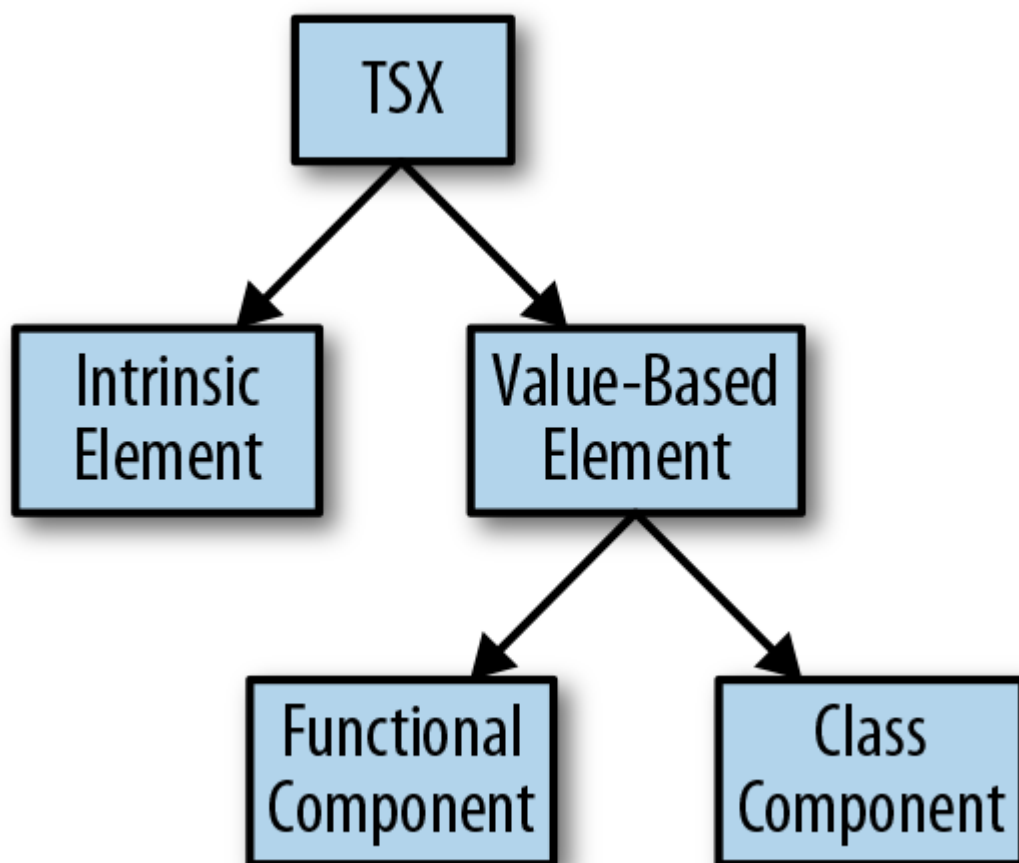 TSX
Intrinsic
Element
Value-Based
Element
Functional
Component
Class
Component